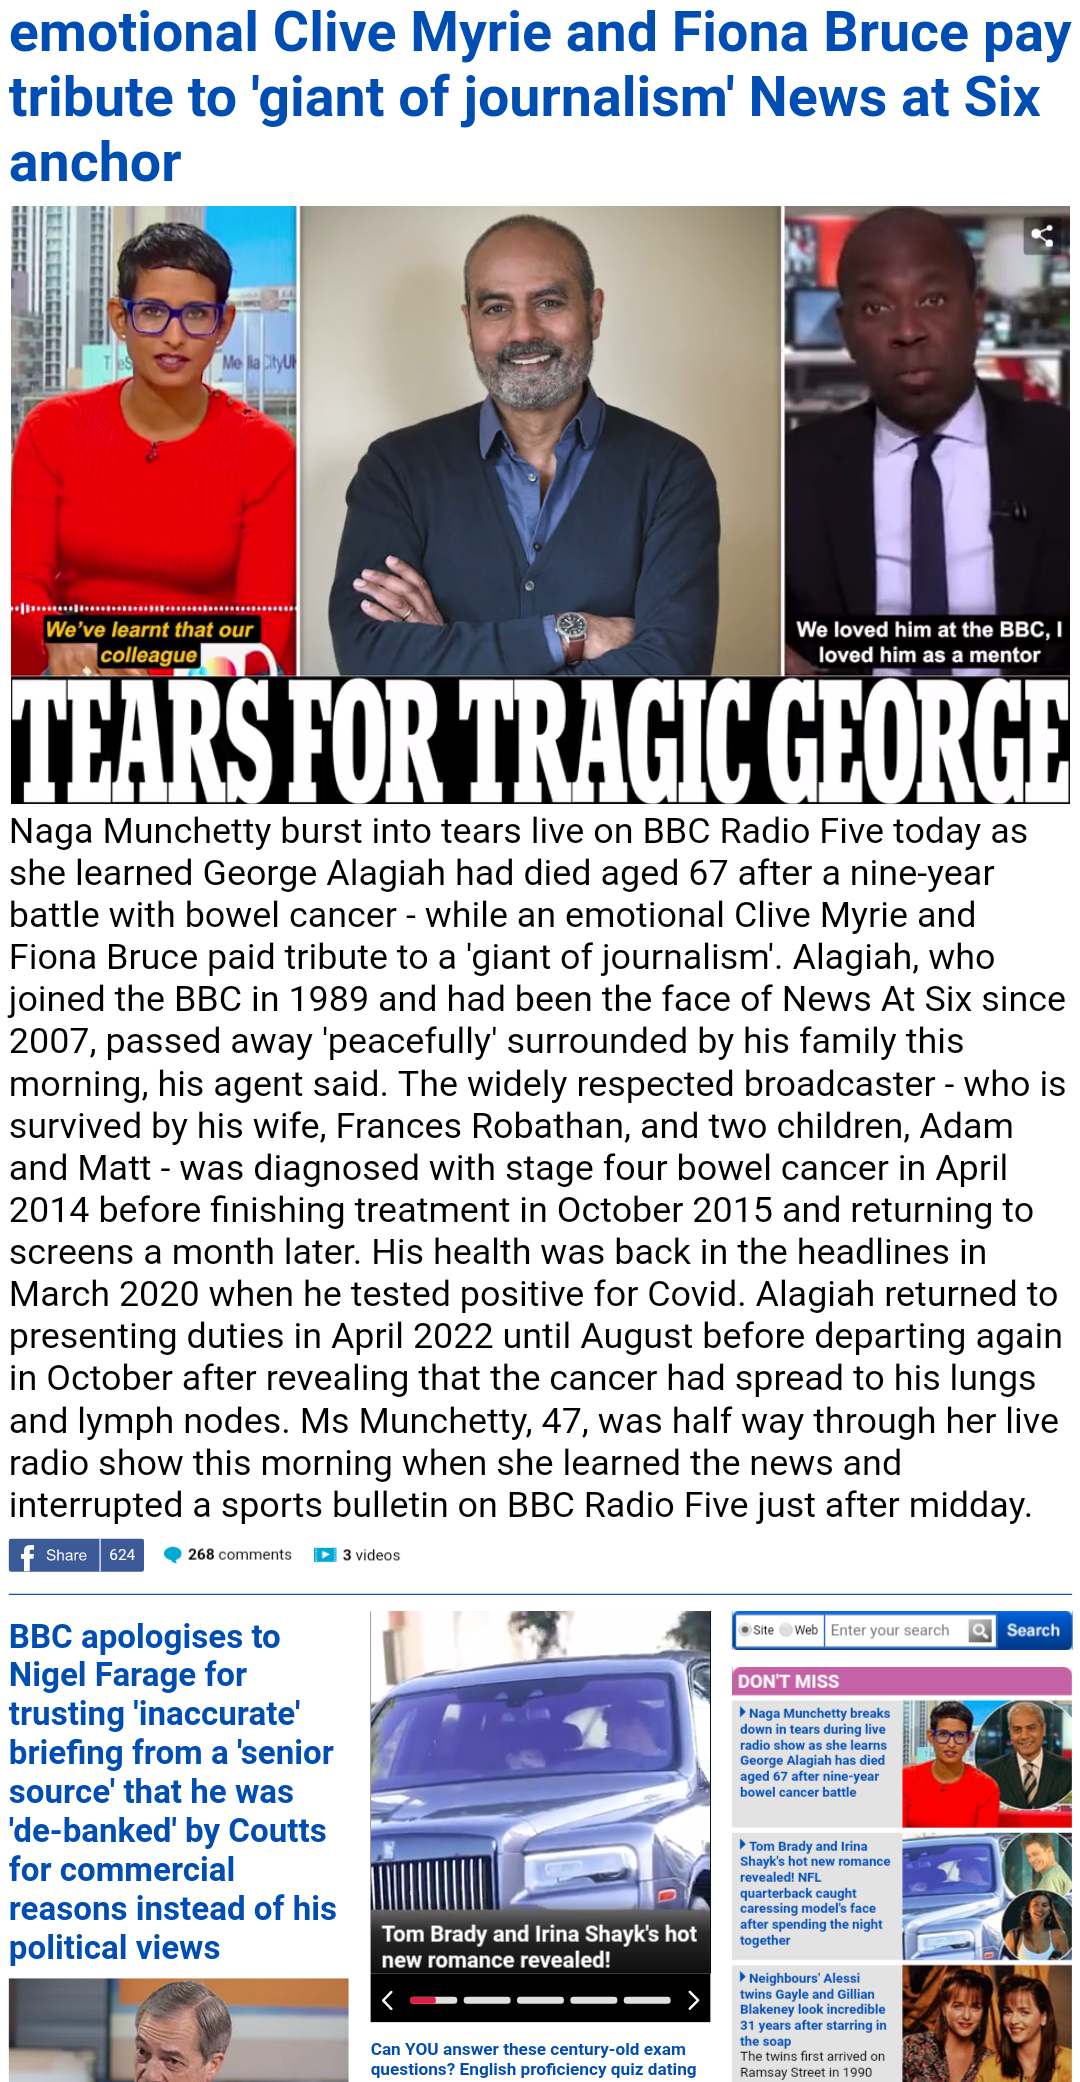 emotional Clive Myrie and Fiona Bruce pay
tribute to 'giant of journalism' News at Six
anchor
MediaCityUK
We've learnt that our
colleague
We loved him at the BBC, I
loved him as a mentor
TEARS FOR TRAGIC GEORGE
Naga Munchetty burst into tears live on BBC Radio Five today as
she learned George Alagiah had died aged 67 after a nine-year
battle with bowel cancer - while an emotional Clive Myrie and
Fiona Bruce paid tribute to a 'giant of journalism'. Alagiah, who
joined the BBC in 1989 and had been the face of News At Six since
2007, passed away 'peacefully' surrounded by his family this
morning, his agent said. The widely respected broadcaster - who is
survived by his wife, Frances Robathan, and two children, Adam
and Matt - was diagnosed with stage four bowel cancer in April
2014 before finishing treatment in October 2015 and returning to
screens a month later. His health was back in the headlines in
March 2020 when he tested positive for Covid. Alagiah returned to
presenting duties in April 2022 until August before departing again
in October after revealing that the cancer had spread to his lungs
and lymph nodes. Ms Munchetty, 47, was half way through her live
radio show this morning when she learned the news and
interrupted a sports bulletin on BBC Radio Five just after midday.
f Share 624 268 comments 3 videos
BBC apologises to
Nigel Farage for
trusting 'inaccurate'
briefing from a 'senior
source' that he was
'de-banked' by Coutts
for commercial
reasons instead of his
political views
Tom Brady and Irina Shayk's hot
new romance revealed!
Can YOU answer these century-old exam
questions? English proficiency quiz dating
Site Web Enter your search Search
DON'T MISS
Naga Munchetty breaks
down in tears during live
radio show as she learns
George Alagiah has died
aged 67 after nine-year
bowel cancer battle
Tom Brady and Irina
Shayk's hot new romance
revealed! NFL
quarterback caught
caressing model's face
after spending the night
together
Neighbours' Alessi
twins Gayle and Gillian
Blakeney look incredible
31 years after starring in
the soap
The twins first arrived on
Ramsay Street in 1990